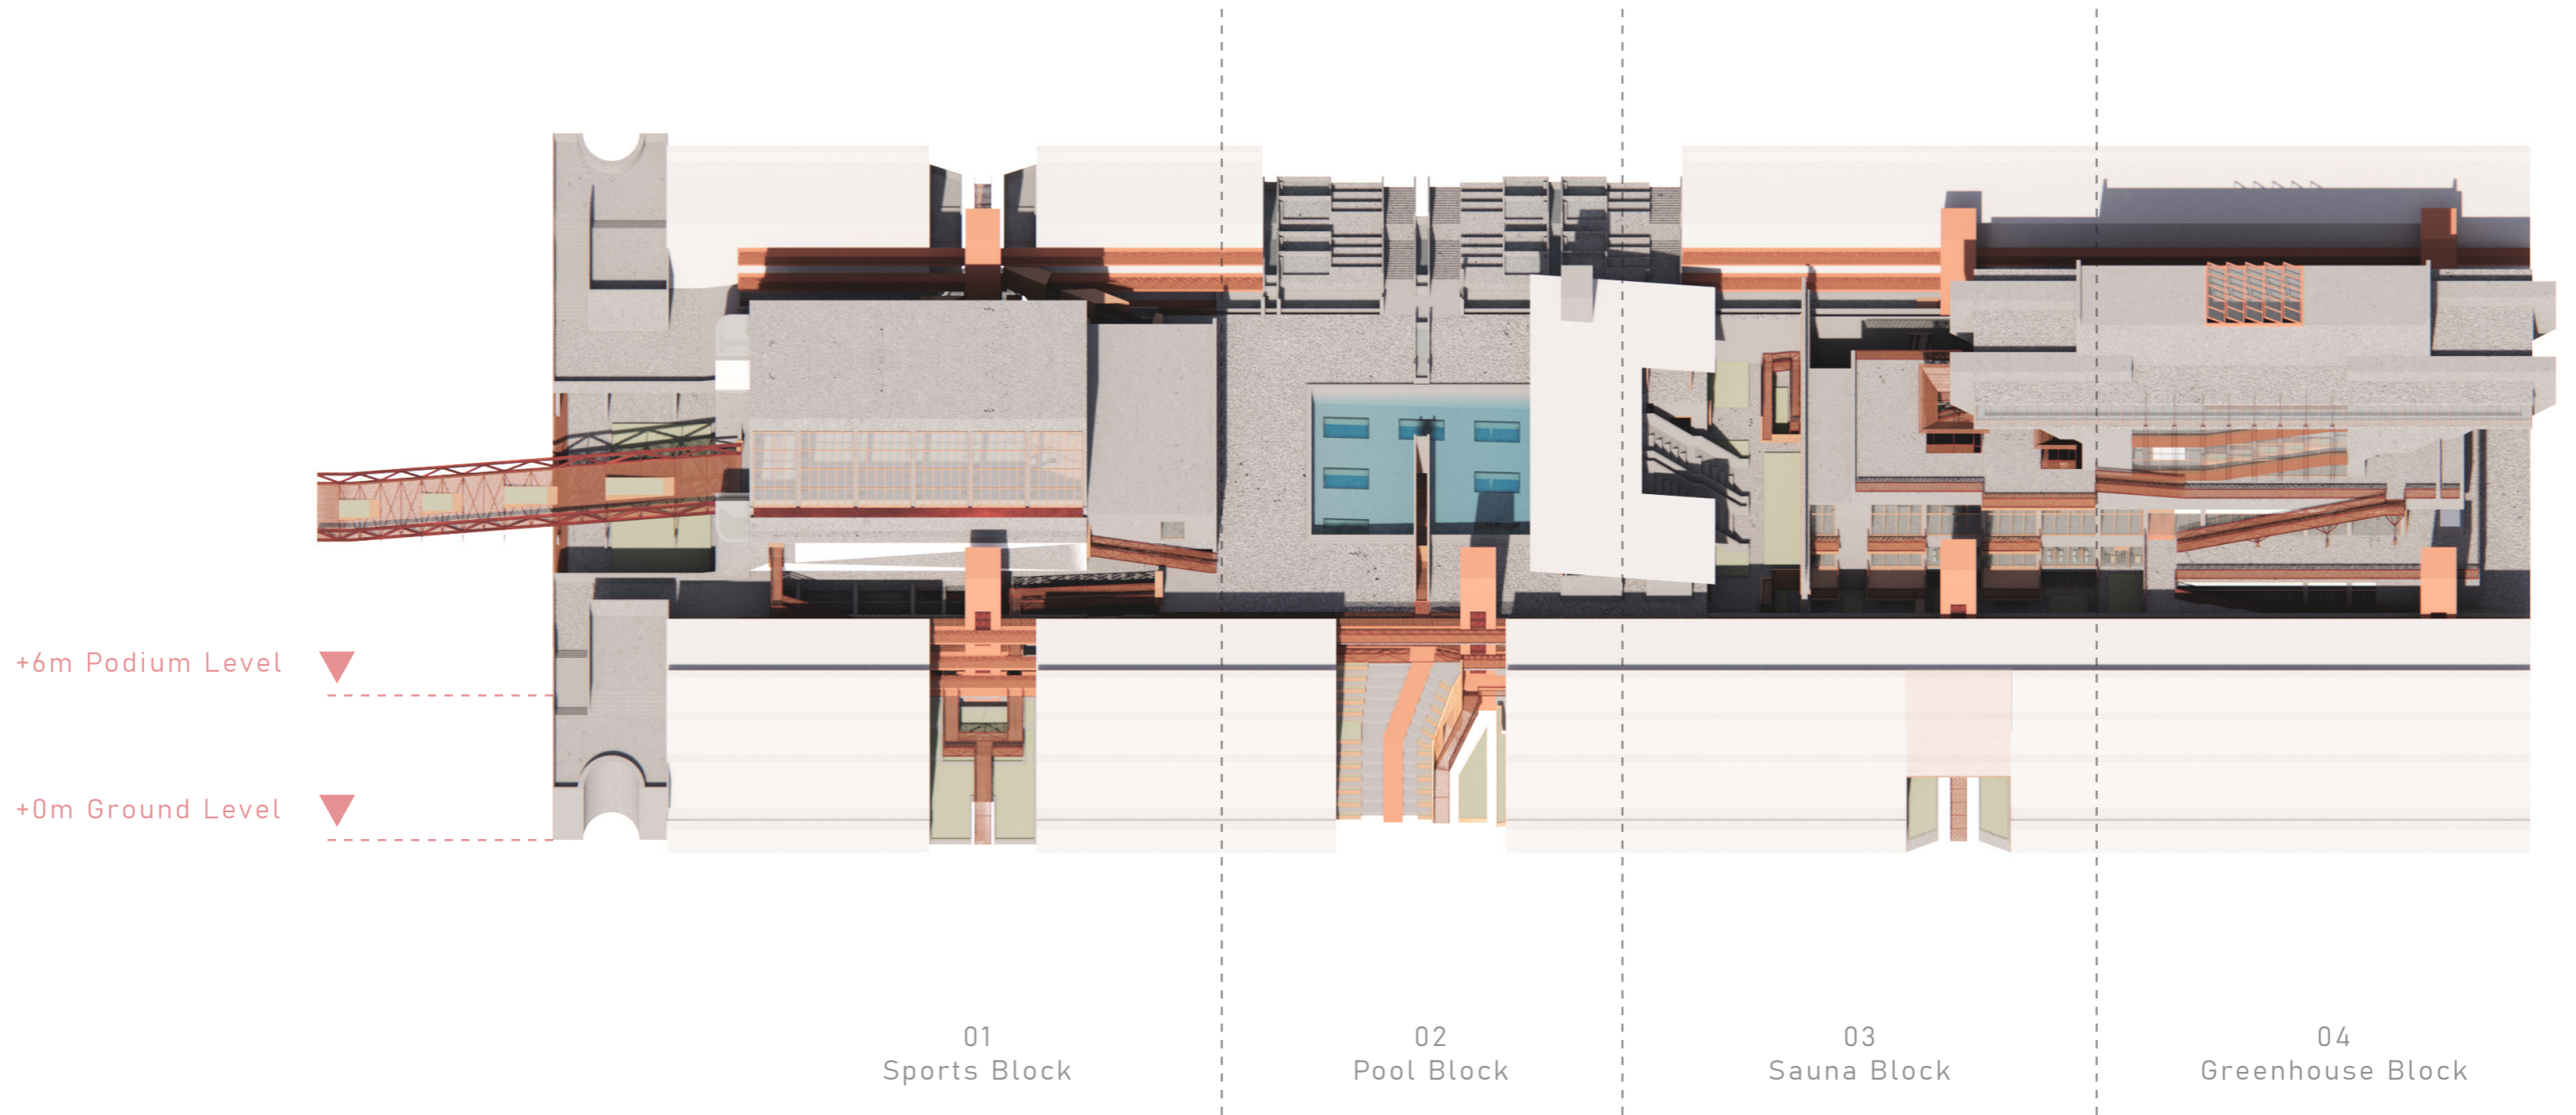 +6m Podium Level
+0m Ground Level
01
Sports Block
02
Pool Block
03
Sauna Block
04
Greenhouse Block